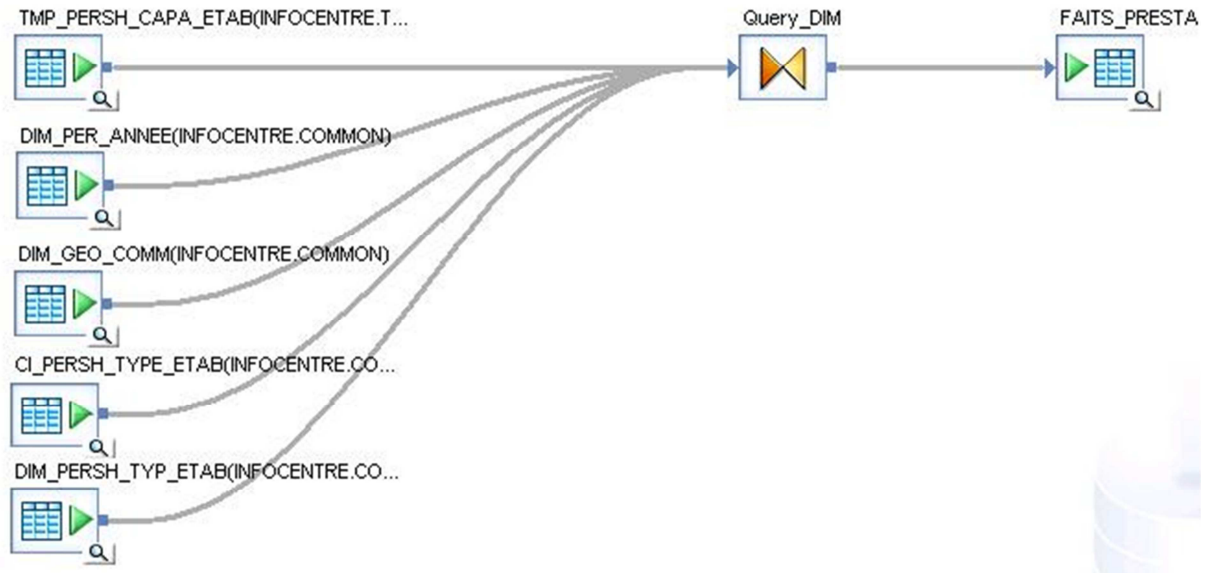 TMP_PERSH_CAPA_ETAB(INFOCENTRE.T...
Query_DIM
FAITS_PRESTA
DIM_PER_ANNEE(INFOCENTRE.COMMON)
DIM_GEO_COMM(INFOCENTRE.COMMON)
CI_PERSH_TYPE_ETAB(INFOCENTRE.CO...
DIM_PERSH_TYP_ETAB(INFOCENTRE.CO...